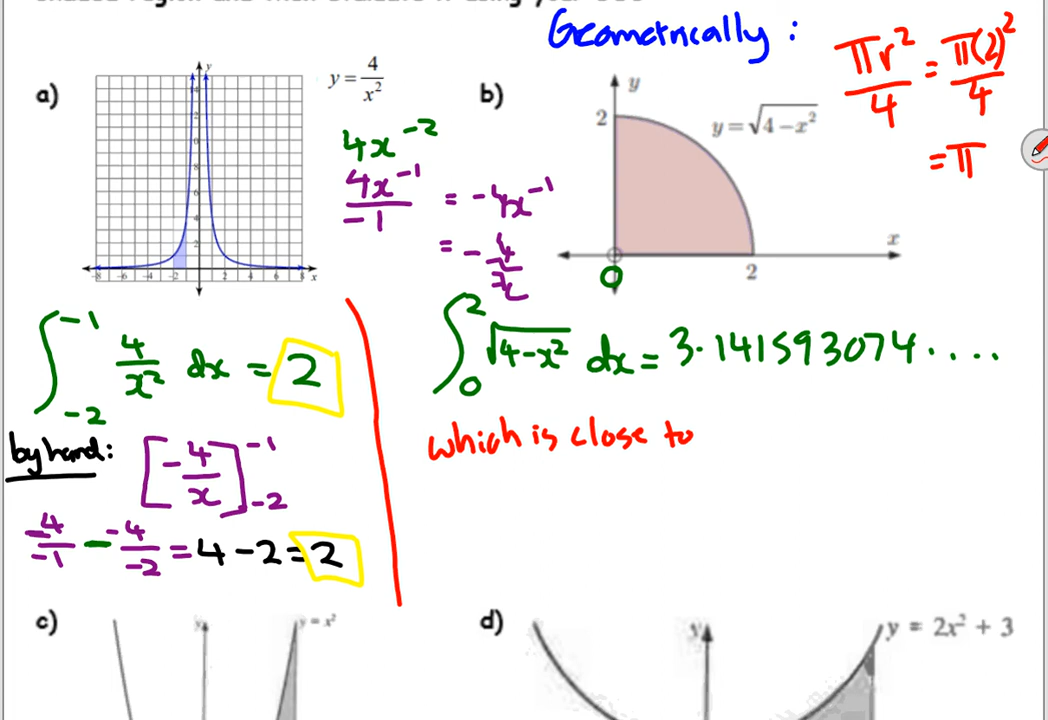 Geometrically:
πr²/4 = π(2)²/4
= π
a)
y = 4/x²
4x⁻²
4x⁻¹/-1 = -4x⁻¹
= -4/x
b)
y
2
y = √4-x²
x
0
2
∫₋₂⁻¹ 4/x² dx = 2
by hand: [-4/x]₋₂⁻¹
-4/-1 - -4/-2 = 4 - 2 = 2
∫₀² √4-x² dx = 3.141593074....
which is close to
c)
y = x²
d)
y
y = 2x² + 3